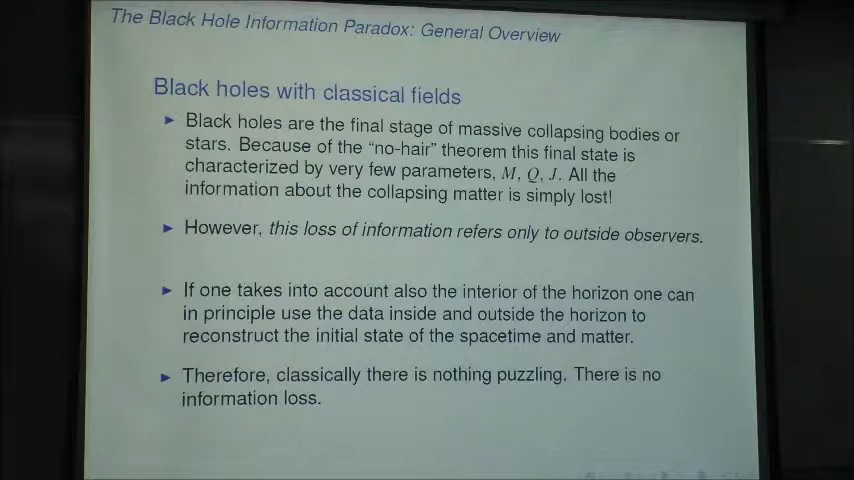 The Black Hole Information Paradox: General Overview
Black holes with classical fields
► Black holes are the final stage of massive collapsing bodies or
stars. Because of the “no-hair” theorem this final state is
characterized by very few parameters, M, Q, J. All the
information about the collapsing matter is simply lost!
► However, this loss of information refers only to outside observers.
► If one takes into account also the interior of the horizon one can
in principle use the data inside and outside the horizon to
reconstruct the initial state of the spacetime and matter.
► Therefore, classically there is nothing puzzling. There is no
information loss.